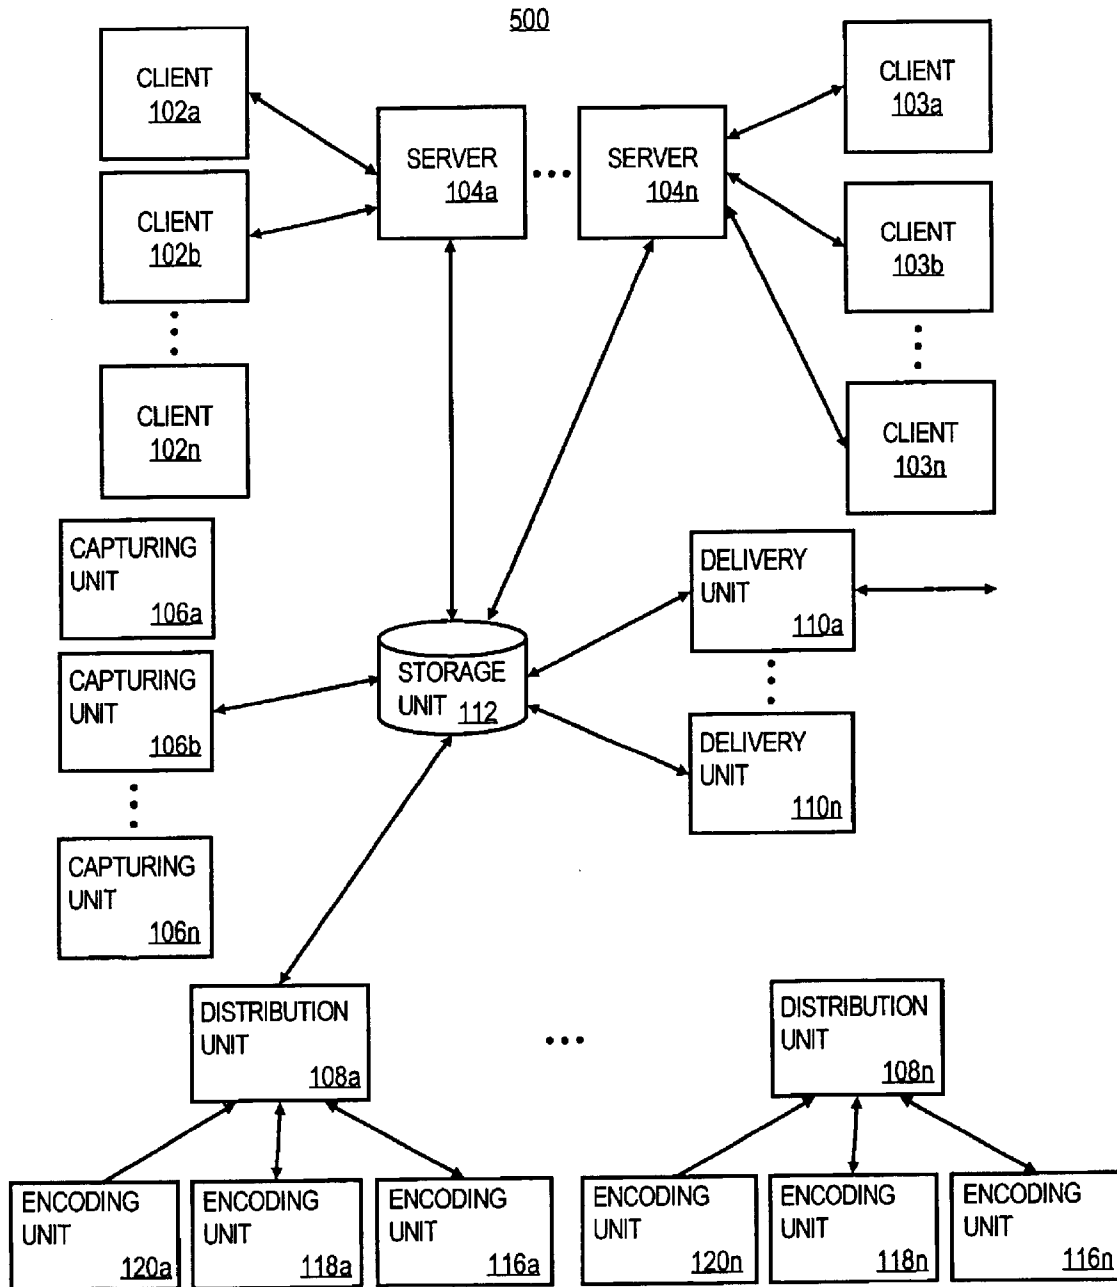 500
CLIENT
102a
SERVER
104a
SERVER
104n
CLIENT
103a
CLIENT
102b
CLIENT
103b
CLIENT
102n
CLIENT
103n
CAPTURING
UNIT
106a
DELIVERY
UNIT
110a
STORAGE
UNIT 112
CAPTURING
UNIT
106b
DELIVERY
UNIT
110n
CAPTURING
UNIT
106n
DISTRIBUTION
UNIT
108a
DISTRIBUTION
UNIT
108n
ENCODING
UNIT
120a
ENCODING
UNIT
118a
ENCODING
UNIT
116a
ENCODING
UNIT
120n
ENCODING
UNIT
118n
ENCODING
UNIT
116n